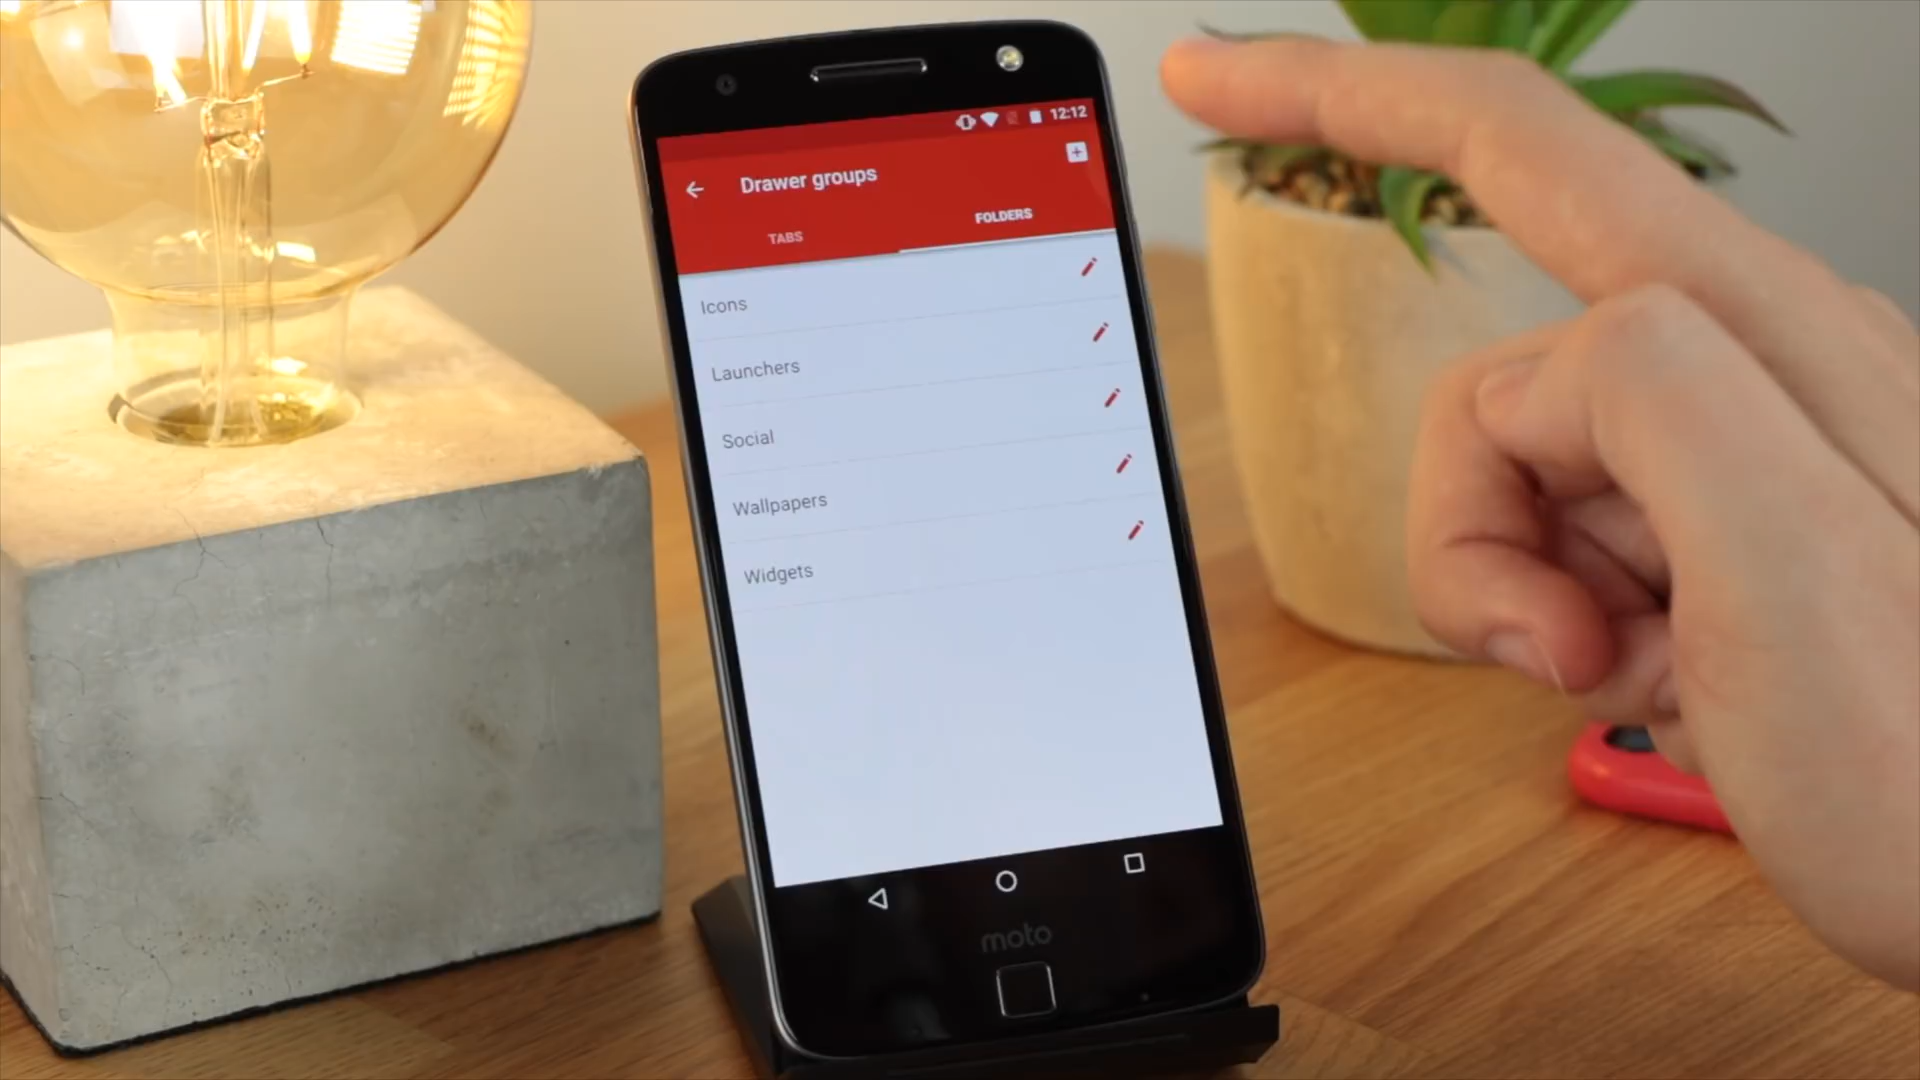 12:12
Drawer groups
TABS
FOLDERS
Icons
Launchers
Social
Wallpapers
Widgets
moto